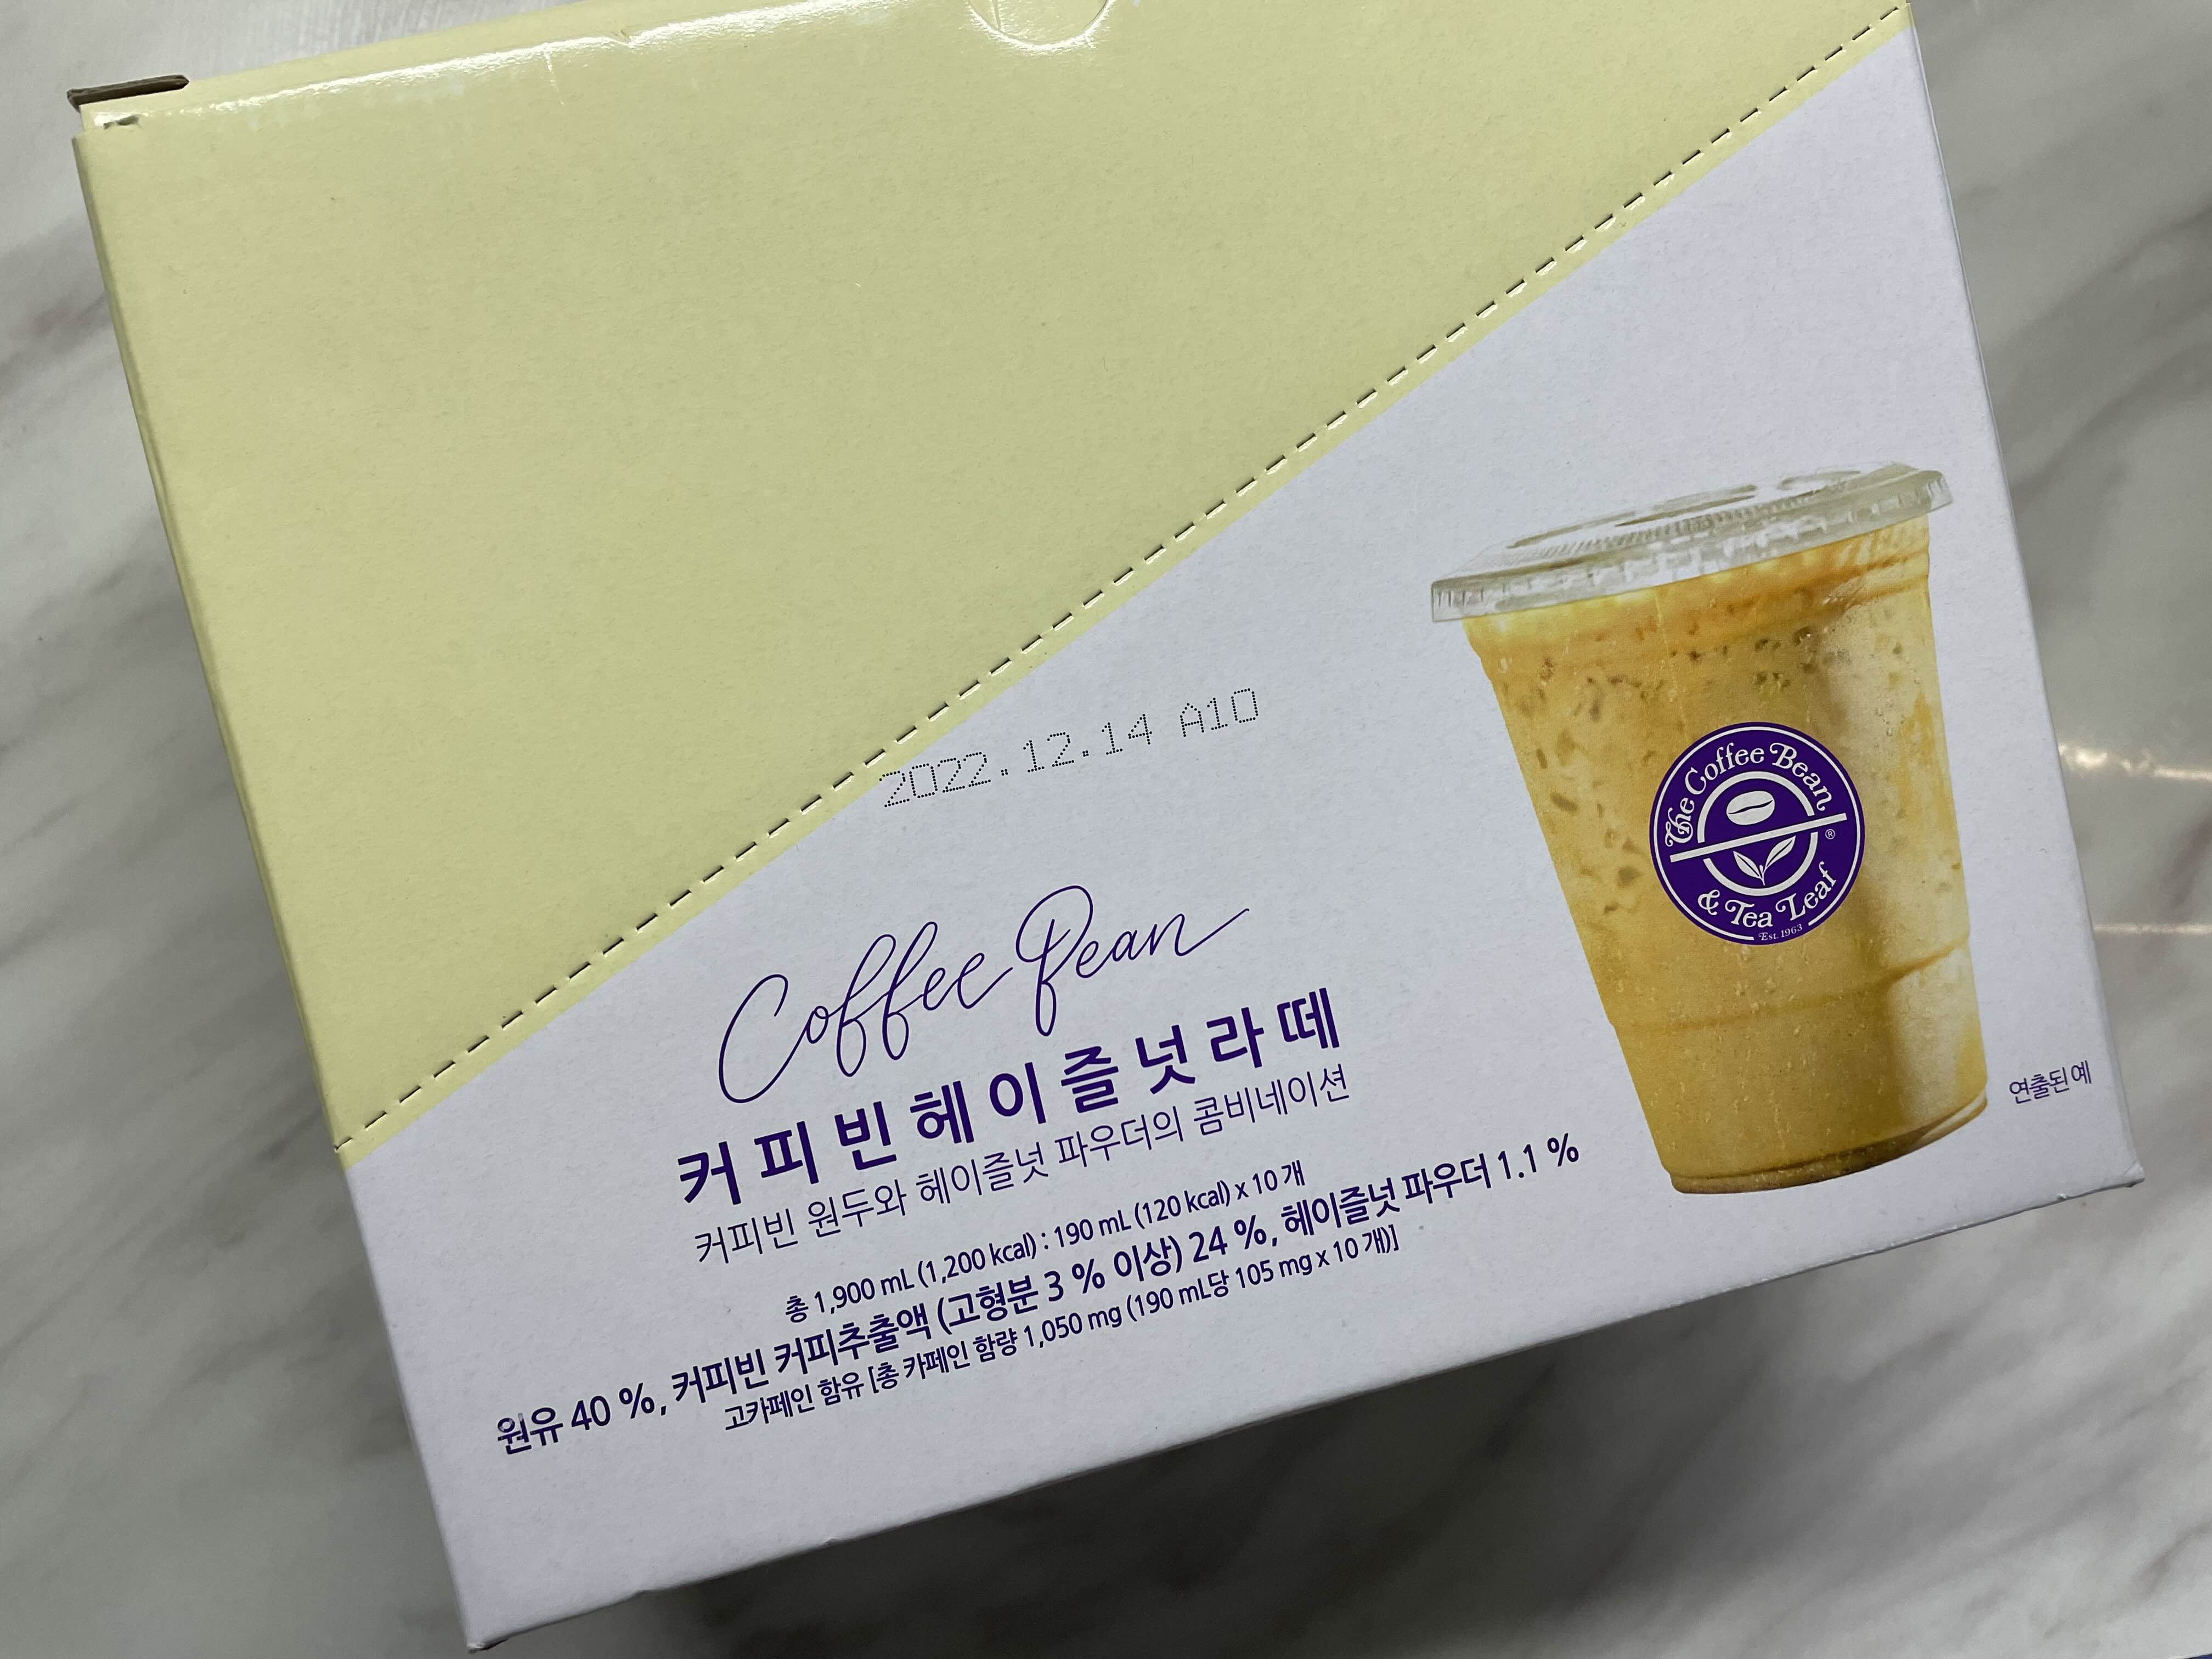 2022.12.14 A10
The Coffee Bean
& Tea Leaf
Est. 1963
®
Coffee Bean
커피빈헤이즐넛라떼
커피빈 원두와 헤이즐넛 파우더의 콤비네이션
연출된 예
총 1,900 mL (1,200 kcal) : 190 mL (120 kcal) x 10 개
원유 40 %, 커피빈 커피추출액 (고형분 3 % 이상) 24 %, 헤이즐넛 파우더 1.1 %
고카페인 함유 [총 카페인 함량 1,050 mg (190 mL당 105 mg x 10 개)]